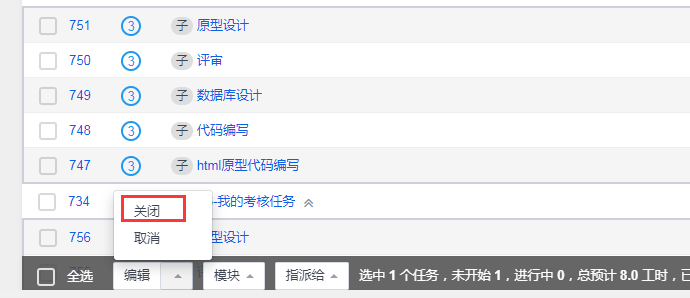 751 3 子 原型设计
750 3 子 评审
749 3 子 数据库设计
748 3 子 代码编写
747 3 子 html原型代码编写
734 -我的考核任务
关闭
取消
756 型设计
全选 编辑 模块 指派给 选中 1 个任务，未开始 1，进行中 0，总预计 8.0 工时，已